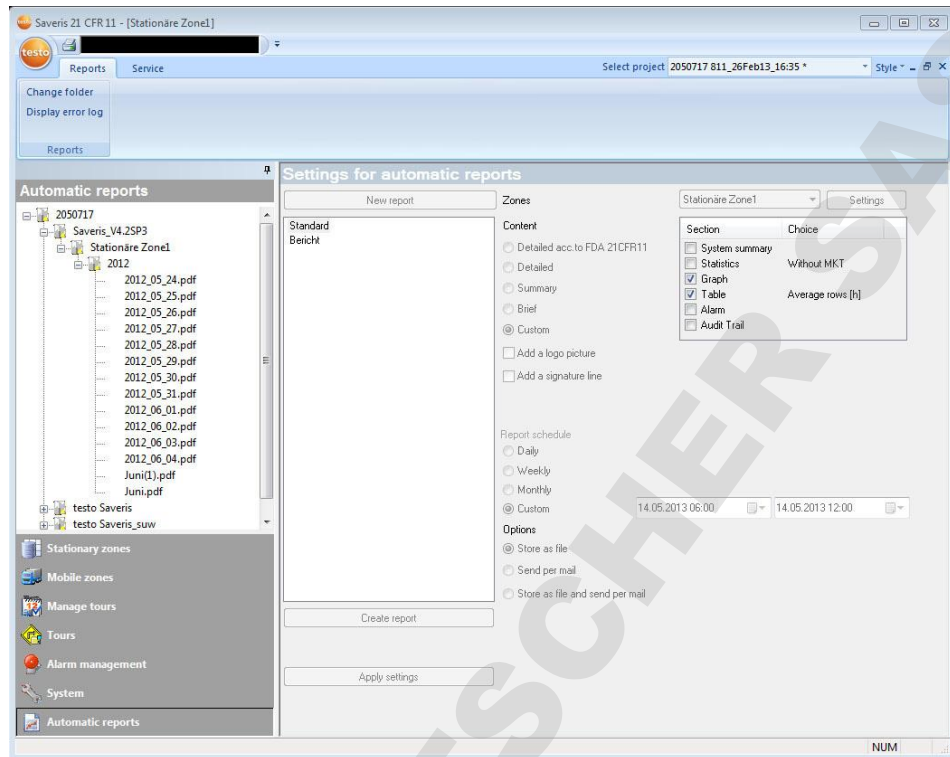 Saveris 21 CFR 11 - [Stationäre Zone1]
testo
Reports Service Select project 2050717 811_26Feb13_16:35 * Style
Change folder
Display error log
Reports
Automatic reports
2050717
Saveris_V4.2SP3
Stationäre Zone1
2012
2012_05_24.pdf
2012_05_25.pdf
2012_05_26.pdf
2012_05_27.pdf
2012_05_28.pdf
2012_05_29.pdf
2012_05_30.pdf
2012_05_31.pdf
2012_06_01.pdf
2012_06_02.pdf
2012_06_03.pdf
2012_06_04.pdf
Juni(1).pdf
Juni.pdf
testo Saveris
testo Saveris_suw
Stationary zones
Mobile zones
Manage tours
Tours
Alarm management
System
Automatic reports
Settings for automatic reports
New report
Standard
Bericht
Create report
Apply settings
Zones Stationäre Zone1 Settings
Content
Detailed acc.to FDA 21CFR11
Detailed
Summary
Brief
Custom
Add a logo picture
Add a signature line
Section Choice
System summary
Statistics Without MKT
Graph
Table Average rows [h]
Alarm
Audit Trail
Report schedule
Daily
Weekly
Monthly
Custom 14.05.2013 06:00 14.05.2013 12:00
Options
Store as file
Send per mail
Store as file and send per mail
NUM
TSCHER SA